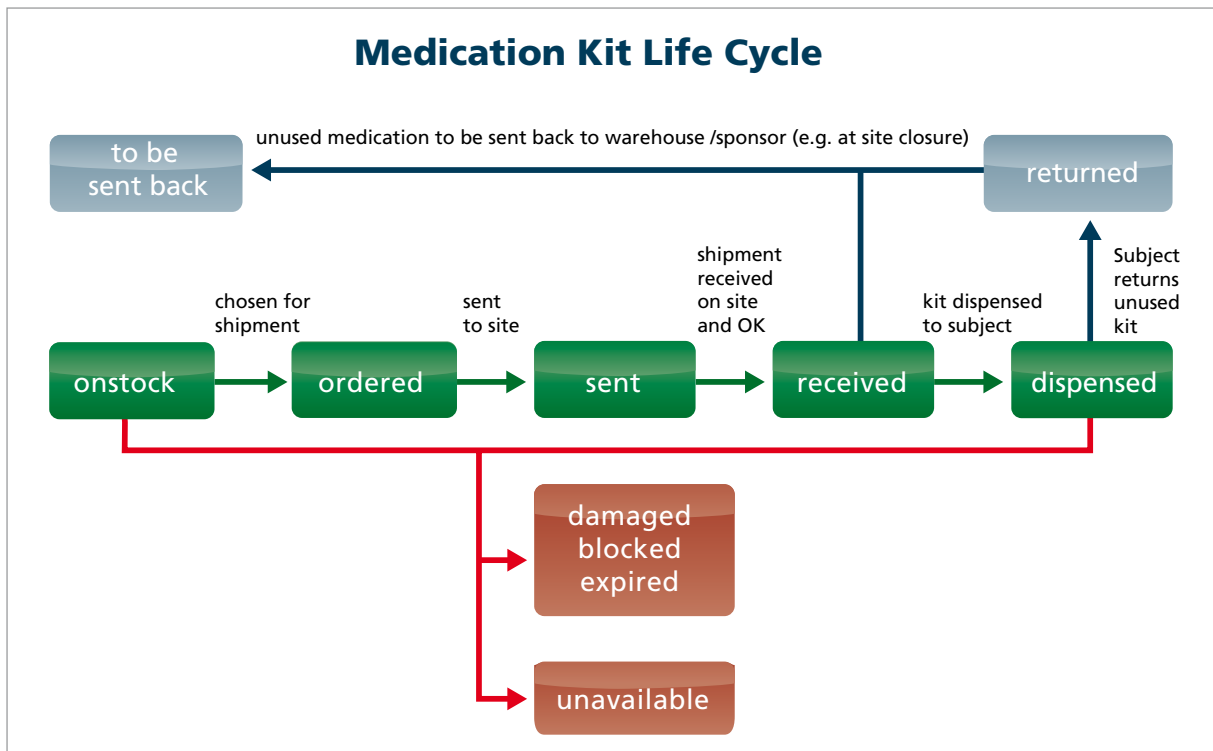 Medication Kit Life Cycle
unused medication to be sent back to warehouse /sponsor (e.g. at site closure)
to be
sent back
returned
chosen for
shipment
sent
to site
shipment
received
on site
and OK
kit dispensed
to subject
Subject
returns
unused
kit
onstock
ordered
sent
received
dispensed
damaged
blocked
expired
unavailable